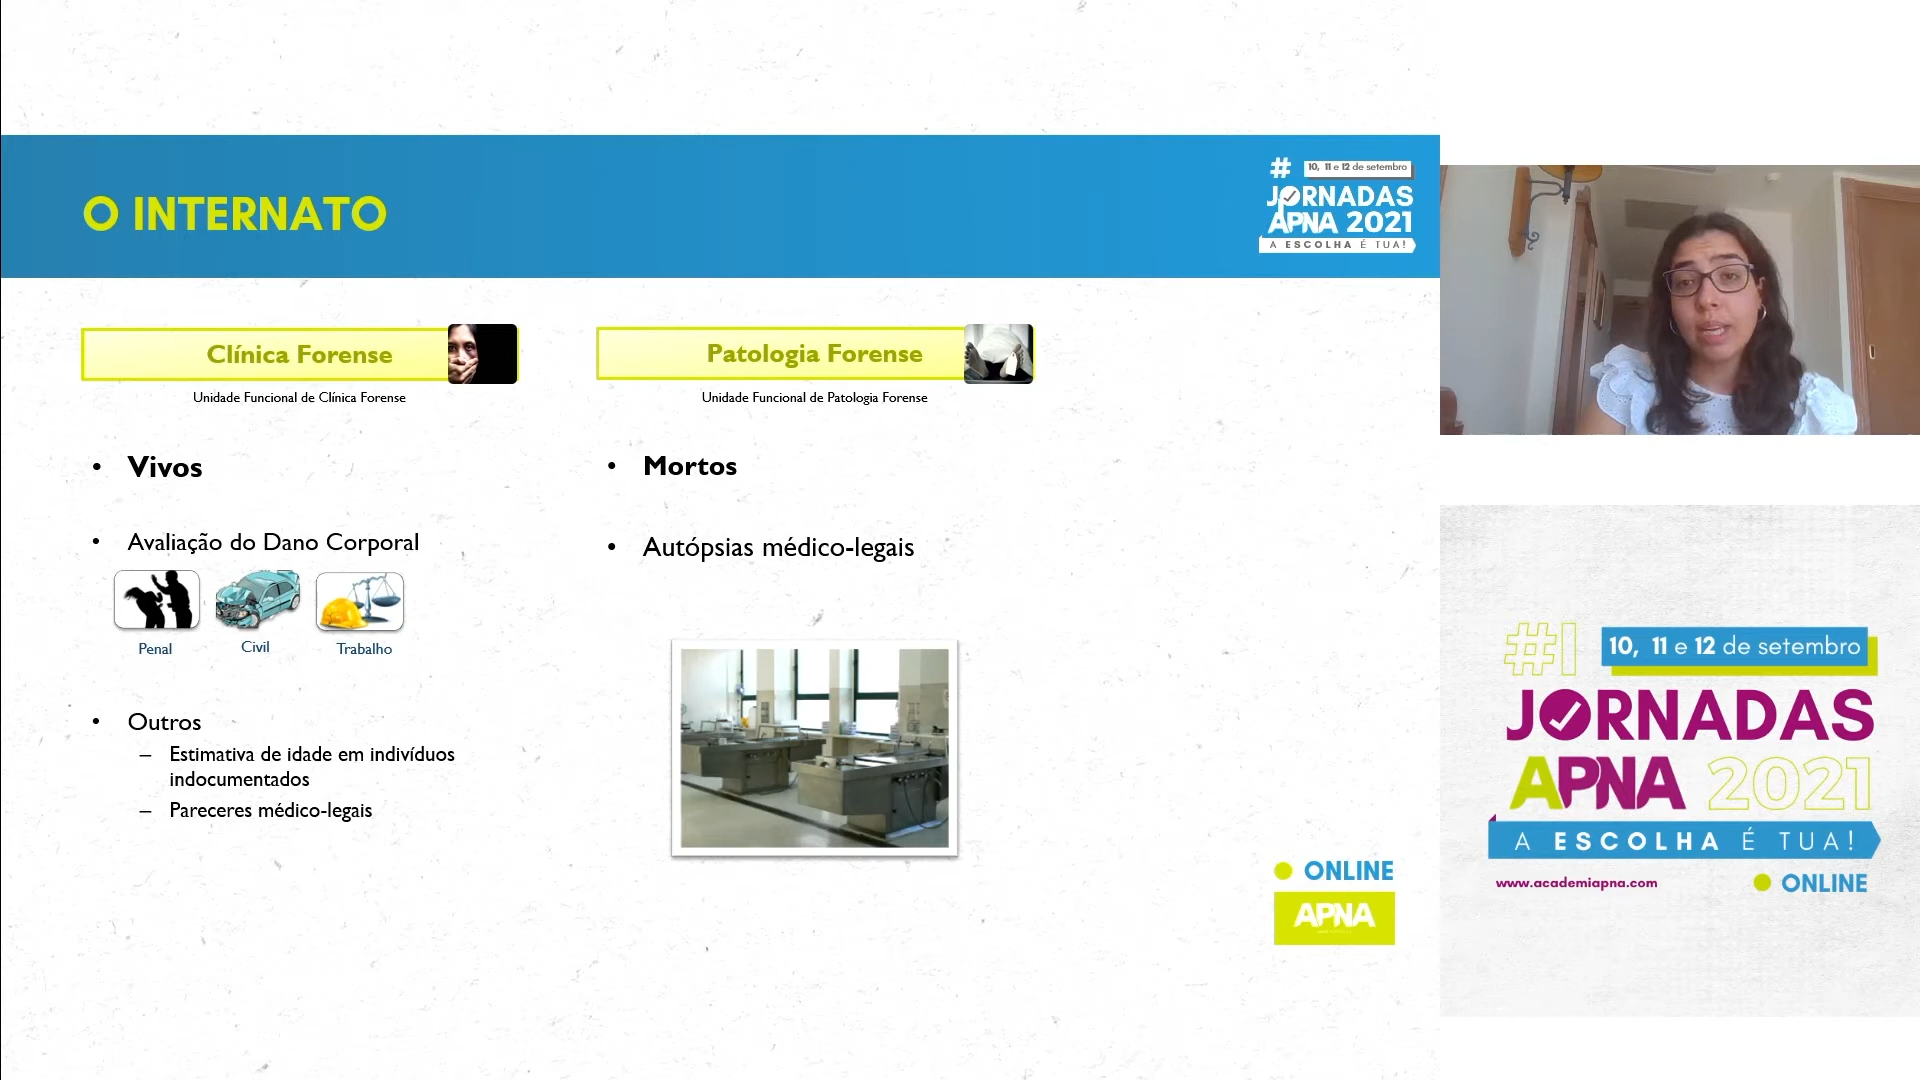 O INTERNATO
#
10, 11 e 12 de setembro
JORNADAS
APNA 2021
A ESCOLHA É TUA!
Clínica Forense
Unidade Funcional de Clínica Forense
• Vivos
• Avaliação do Dano Corporal
Penal
Civil
Trabalho
• Outros
– Estimativa de idade em indivíduos
indocumentados
– Pareceres médico-legais
Patologia Forense
Unidade Funcional de Patologia Forense
• Mortos
• Autópsias médico-legais
ONLINE
APNA
#1
10, 11 e 12 de setembro
JORNADAS
APNA 2021
A ESCOLHA É TUA!
www.academiapna.com
ONLINE